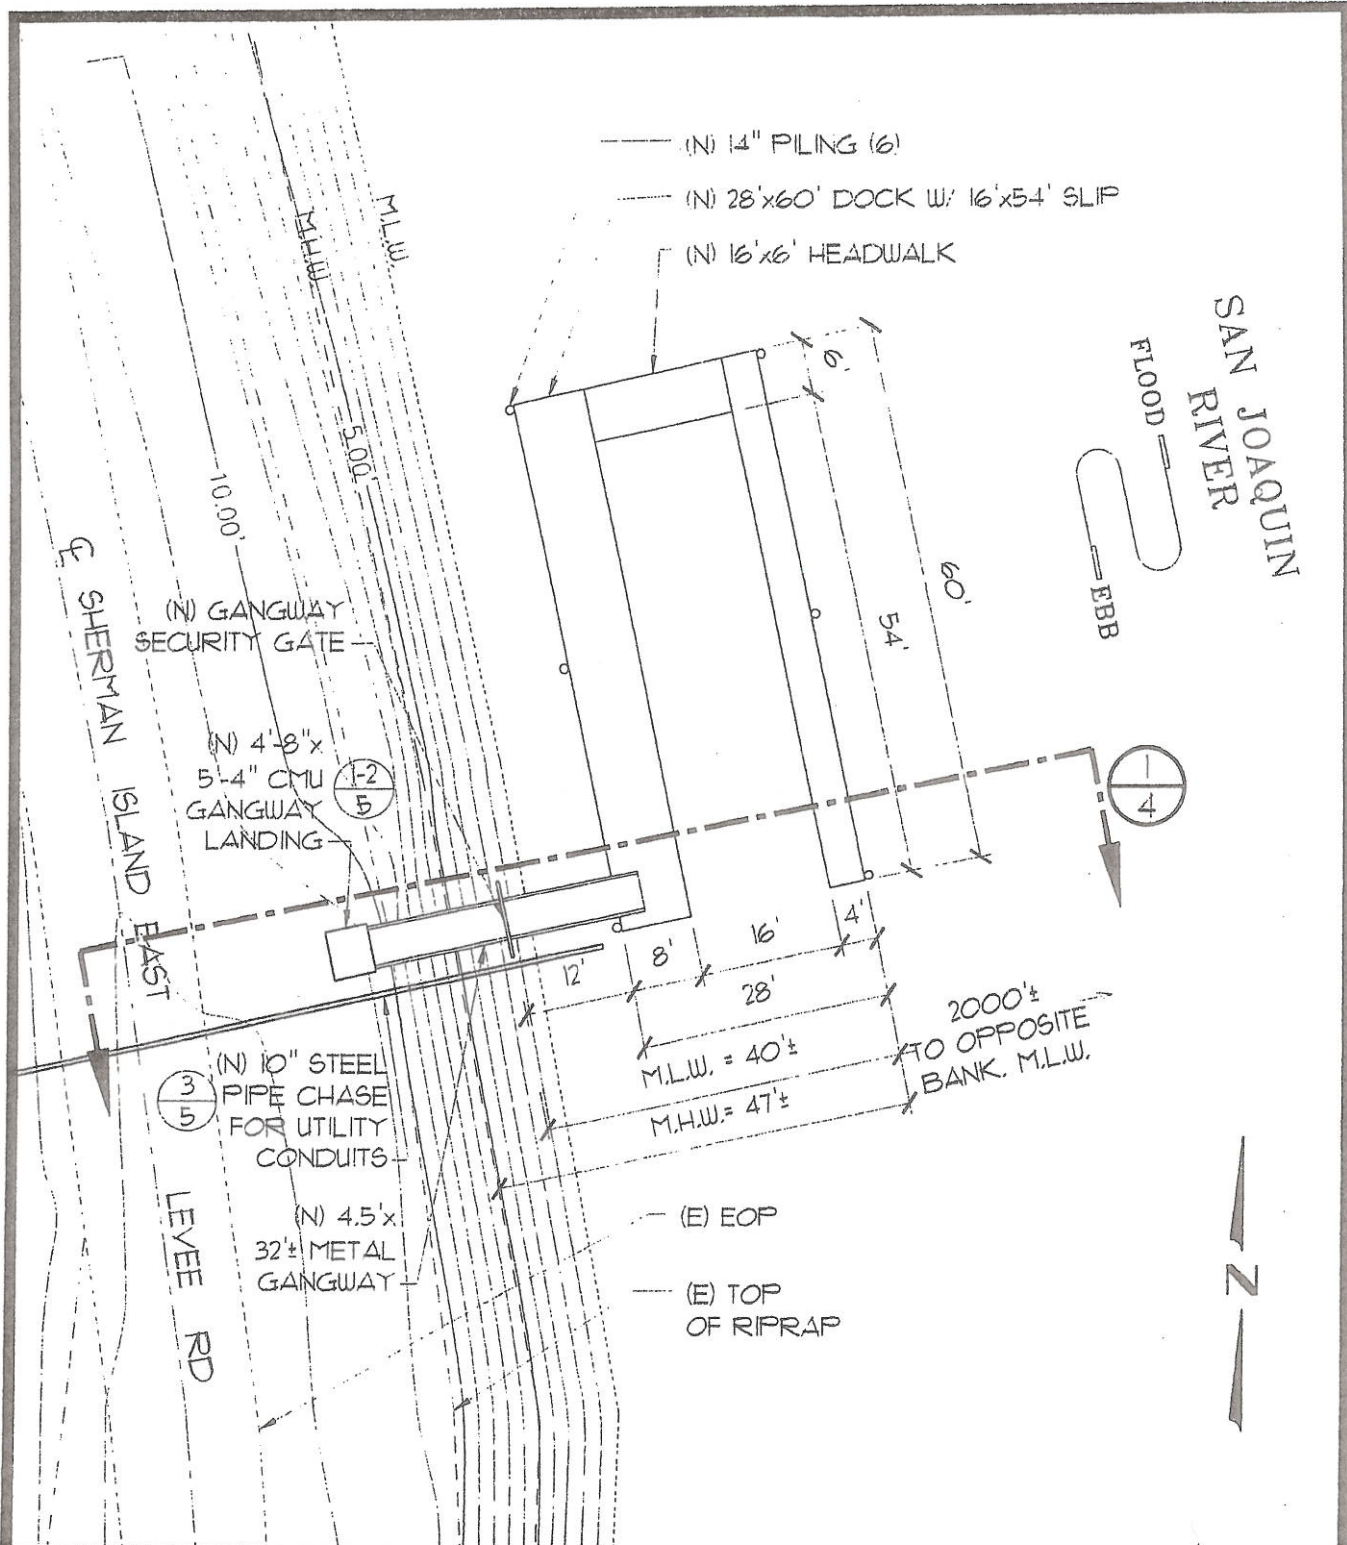 (N) 14" PILING (6)
(N) 28'x60' DOCK W/ 16'x54' SLIP
(N) 16'x6' HEADWALK
M.L.W.
M.H.W.
SAN JOAQUIN
RIVER
FLOOD
EBB
6'
60'
54'
5.00'
10.00'
℄ SHERMAN ISLAND EAST
LEVEE RD
(N) GANGWAY
SECURITY GATE
(N) 4'-8"x
5'-4" CMU
GANGWAY
LANDING
1-2
5
1
4
12'
8'
16'
4'
28'
M.L.W. = 40'±
M.H.W.= 47'±
2000'±
TO OPPOSITE
BANK. M.L.W.
3
5
(N) 10" STEEL
PIPE CHASE
FOR UTILITY
CONDUITS
(N) 4.5'x
32'± METAL
GANGWAY
(E) EOP
(E) TOP
OF RIPRAP
N